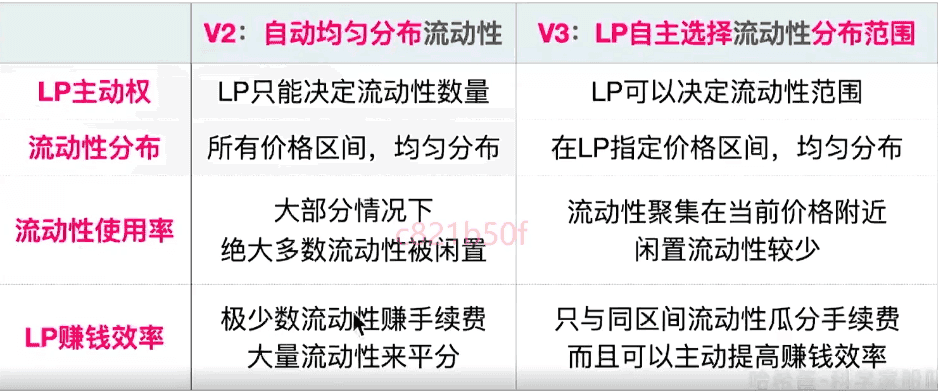 V2：自动均匀分布流动性
V3：LP自主选择流动性分布范围
LP主动权
LP只能决定流动性数量
LP可以决定流动性范围
流动性分布
所有价格区间，均匀分布
在LP指定价格区间，均匀分布
流动性使用率
大部分情况下
绝大多数流动性被闲置
流动性聚集在当前价格附近
闲置流动性较少
c821b50f
LP赚钱效率
极少数流动性赚手续费
大量流动性来平分
只与同区间流动性瓜分手续费
而且可以主动提高赚钱效率